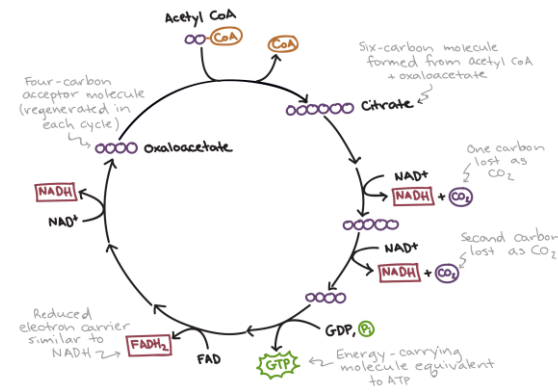 Acetyl CoA
CoA
CoA
Six-carbon molecule
formed from acetyl CoA
+ oxaloacetate
Four-carbon
acceptor molecule
(regenerated in
each cycle)
Citrate
Oxaloacetate
One carbon
lost as
CO₂
NAD+
NADH + CO₂
NADH
NAD+
NAD+
NADH + CO₂
Second carbon
lost as CO₂
Reduced
electron carrier
similar to
NADH
FADH₂
FAD
GDP, Pi
GTP
Energy-carrying
molecule equivalent
to ATP